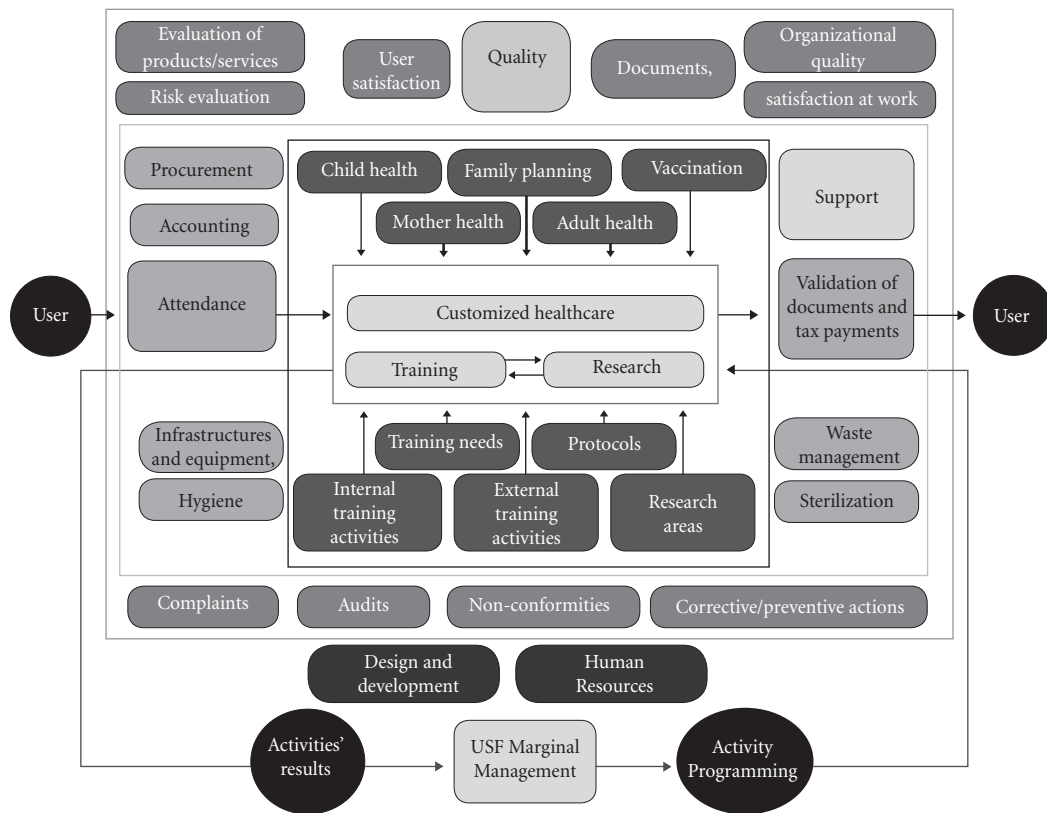 Evaluation of
products/services
Risk evaluation
User
satisfaction
Quality
Documents,
Organizational
quality
satisfaction at work
Procurement
Accounting
Attendance
Child health
Family planning
Vaccination
Mother health
Adult health
Support
Validation of
documents and
tax payments
User
User
Customized healthcare
Training
Research
Infrastructures
and equipment,
Hygiene
Training needs
Protocols
Internal
training
activities
External
training
activities
Research
areas
Waste
management
Sterilization
Complaints
Audits
Non-conformities
Corrective/preventive actions
Design and
development
Human
Resources
Activities’
results
USF Marginal
Management
Activity
Programming